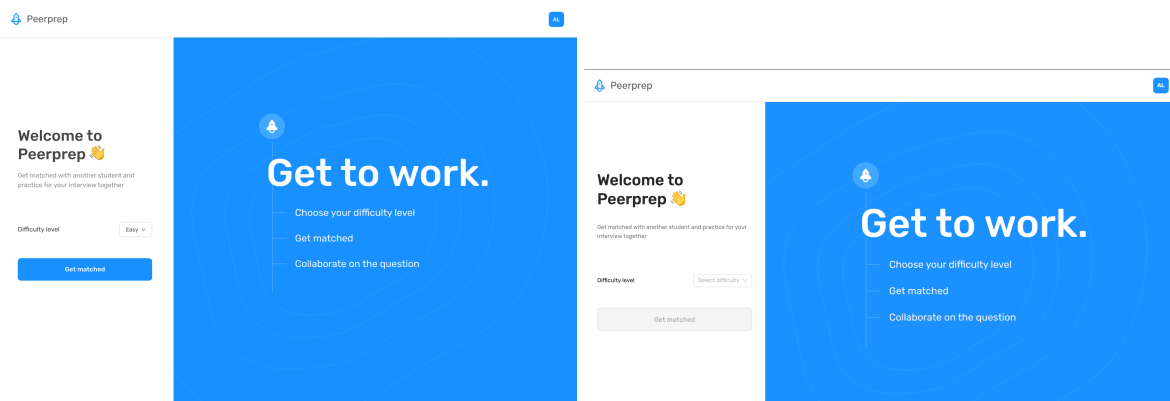 Peerprep
AL
Welcome to
Peerprep
Get matched with another student and
practice for your interview together
Difficulty level
Easy
Get matched
Get to work.
Choose your difficulty level
Get matched
Collaborate on the question
Peerprep
AL
Welcome to
Peerprep
Get matched with another student and practice for your
interview together
Difficulty level
Select difficulty
Get matched
Get to work.
Choose your difficulty level
Get matched
Collaborate on the question